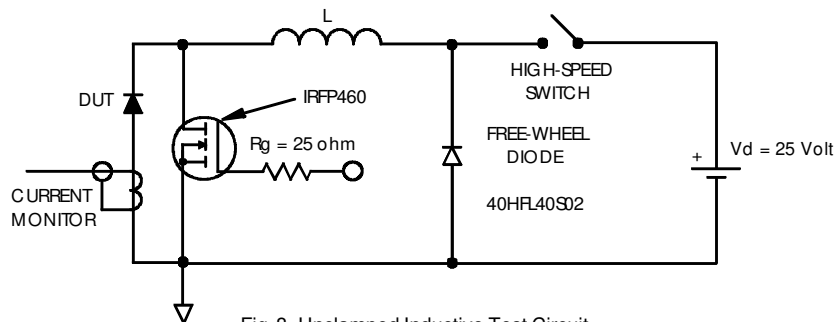 L
HIGH-SPEED
SWITCH
DUT
IRFP460
Rg = 25 ohm
FREE-WHEEL
DIODE
+
Vd = 25 Volt
CURRENT
MONITOR
40HFL40S02